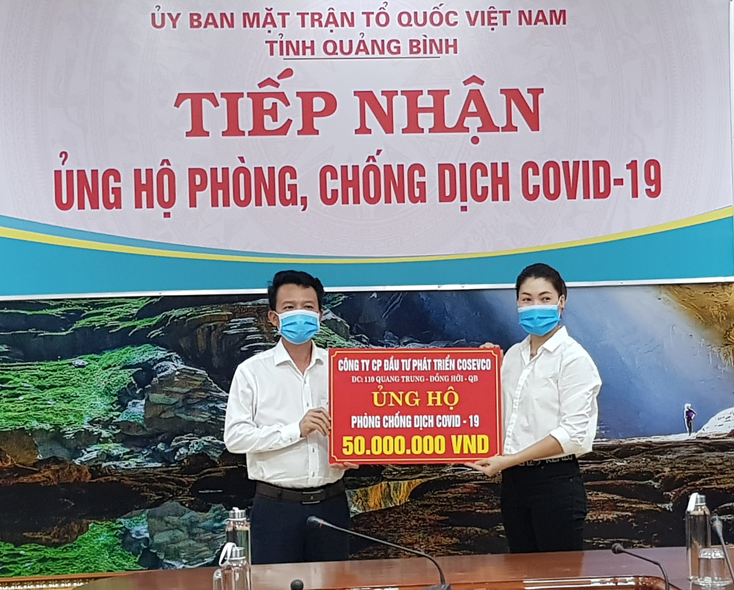 ỦY BAN MẶT TRẬN TỔ QUỐC VIỆT NAM
TỈNH QUẢNG BÌNH
TIẾP NHẬN
ỦNG HỘ PHÒNG, CHỐNG DỊCH COVID-19
CÔNG TY CP ĐẦU TƯ PHÁT TRIỂN COSEVCO
ĐC: 110 QUANG TRUNG - ĐỒNG HỚI - QB
ỦNG HỘ
PHÒNG CHỐNG DỊCH COVID - 19
50.000.000 VND